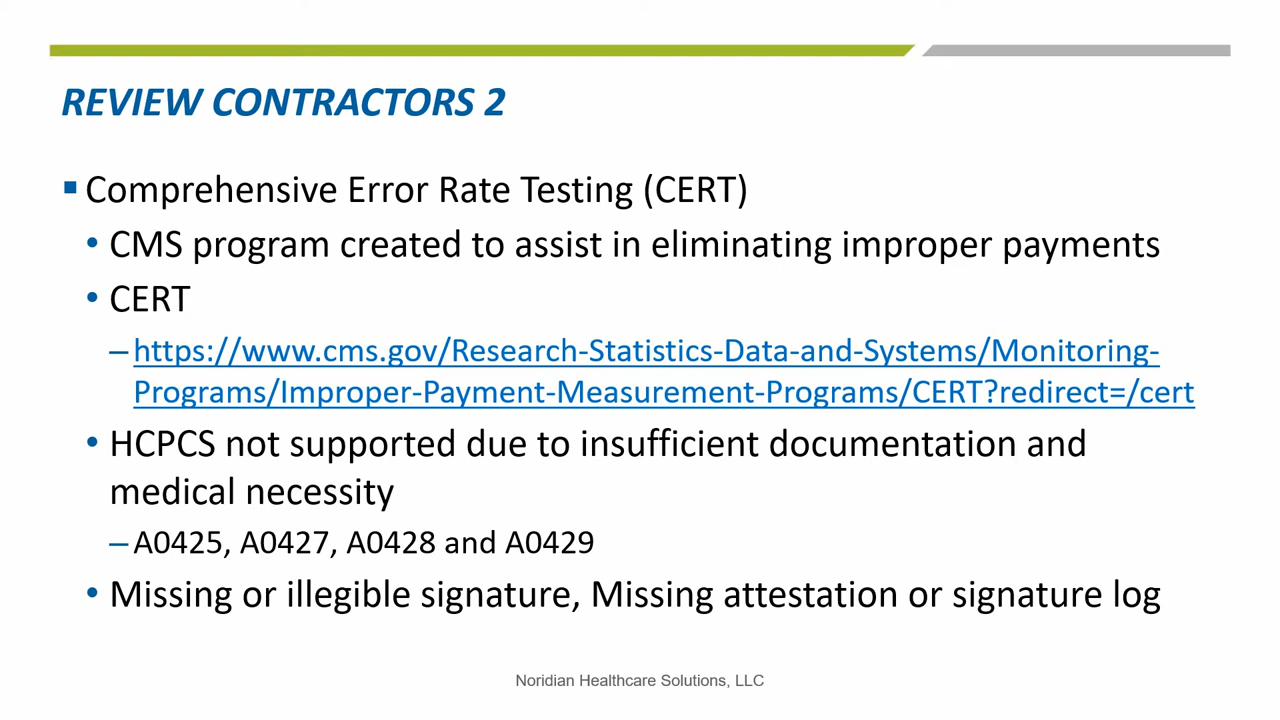 REVIEW CONTRACTORS 2
▪ Comprehensive Error Rate Testing (CERT)
• CMS program created to assist in eliminating improper payments
• CERT
– https://www.cms.gov/Research-Statistics-Data-and-Systems/Monitoring-
Programs/Improper-Payment-Measurement-Programs/CERT?redirect=/cert
• HCPCS not supported due to insufficient documentation and
medical necessity
– A0425, A0427, A0428 and A0429
• Missing or illegible signature, Missing attestation or signature log
Noridian Healthcare Solutions, LLC